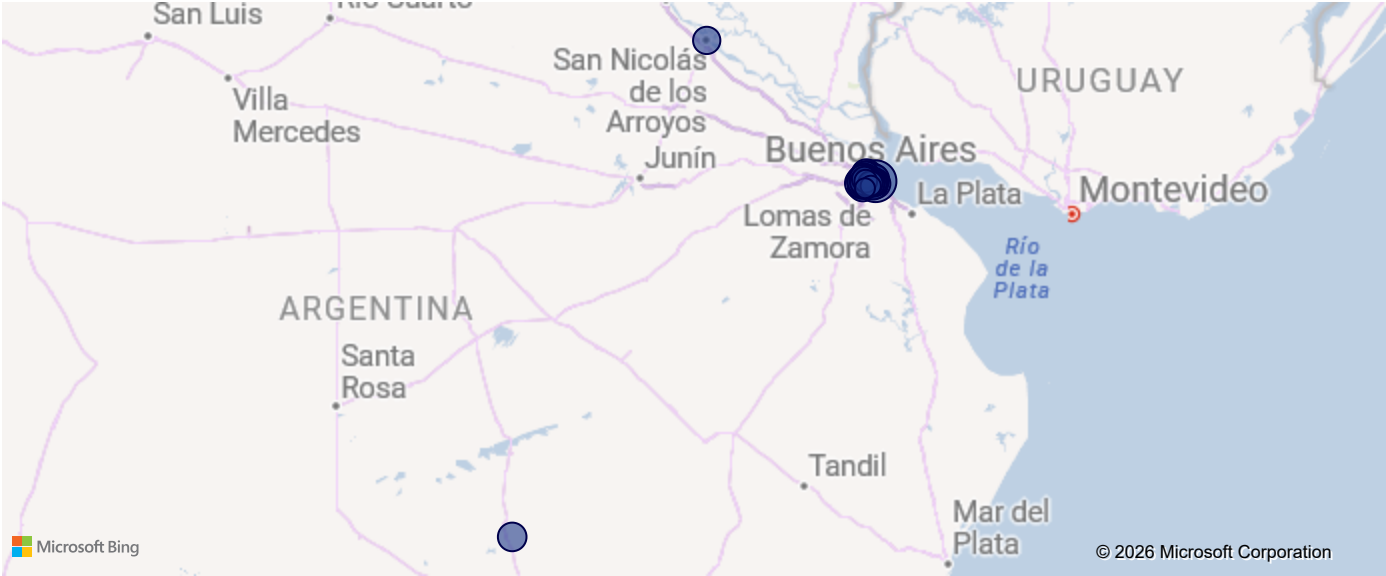 San Luis
Río Cuarto
San Nicolás
de los
Arroyos
URUGUAY
Villa
Mercedes
Junín
Buenos Aires
La Plata
Montevideo
Lomas de
Zamora
Río
de la
Plata
ARGENTINA
Santa
Rosa
Tandil
Mar del
Plata
Microsoft Bing
© 2026 Microsoft Corporation